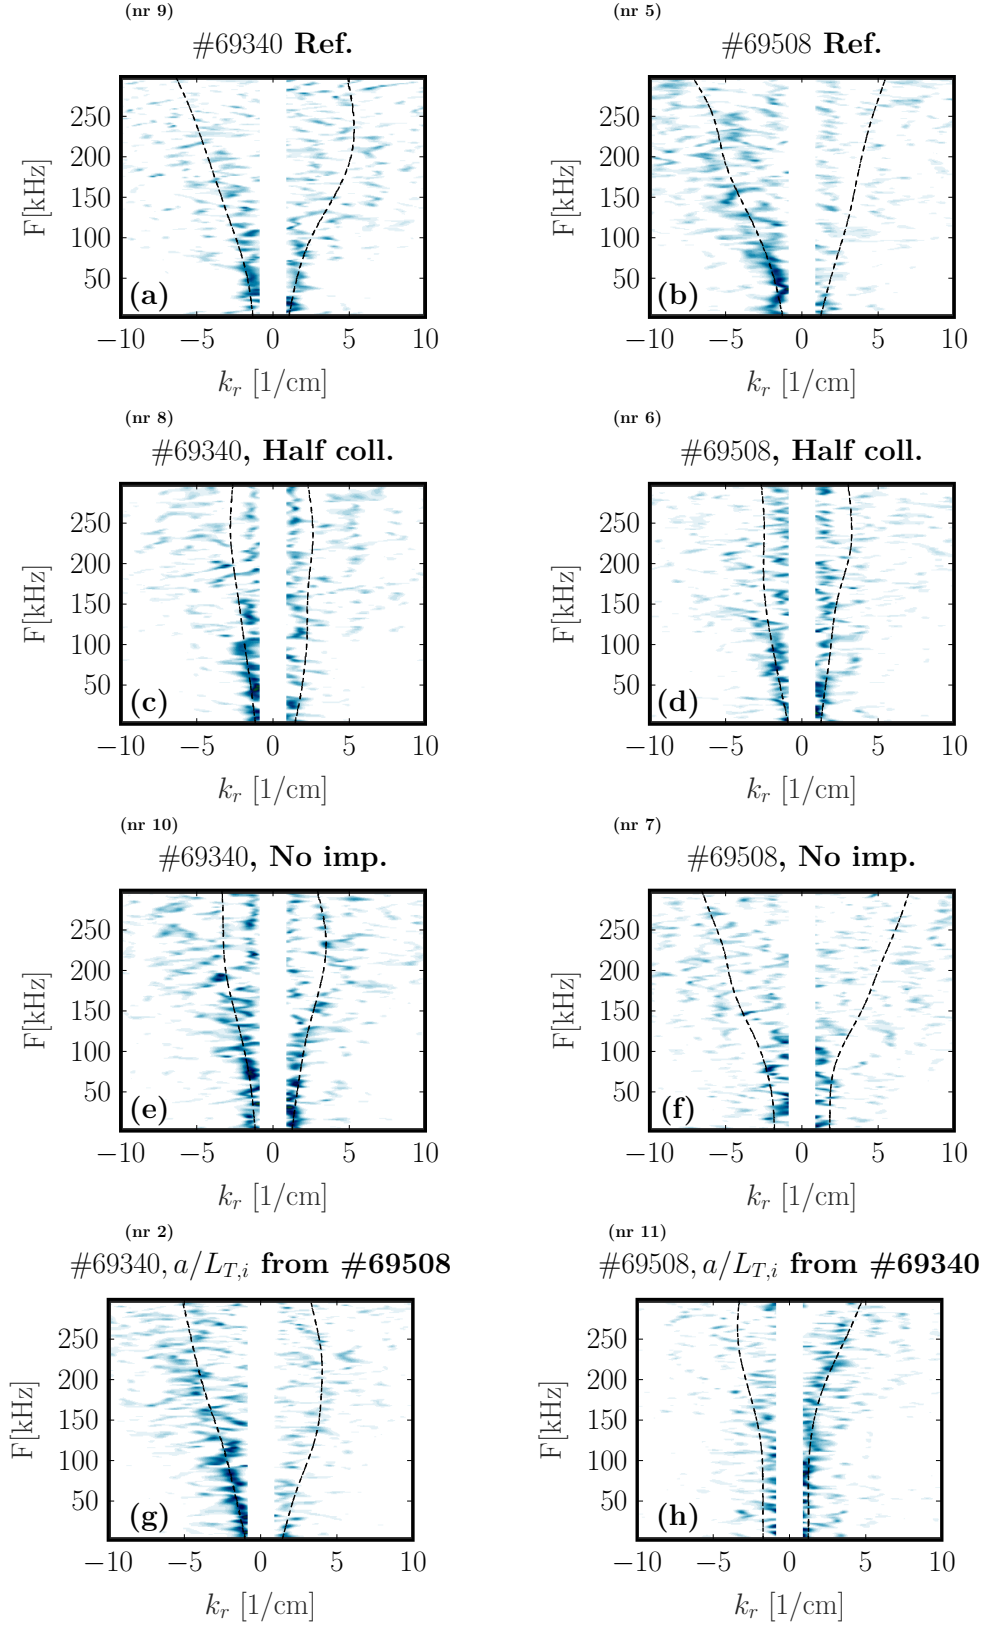 (nr 9)
#69340 Ref.
F[kHz]
250
200
150
100
50
(a)
−10 −5 0 5 10
k_r [1/cm]
(nr 5)
#69508 Ref.
F[kHz]
250
200
150
100
50
(b)
−10 −5 0 5 10
k_r [1/cm]
(nr 8)
#69340, Half coll.
F[kHz]
250
200
150
100
50
(c)
−10 −5 0 5 10
k_r [1/cm]
(nr 6)
#69508, Half coll.
F[kHz]
250
200
150
100
50
(d)
−10 −5 0 5 10
k_r [1/cm]
(nr 10)
#69340, No imp.
F[kHz]
250
200
150
100
50
(e)
−10 −5 0 5 10
k_r [1/cm]
(nr 7)
#69508, No imp.
F[kHz]
250
200
150
100
50
(f)
−10 −5 0 5 10
k_r [1/cm]
(nr 2)
#69340, a/L_{T,i} from #69508
F[kHz]
250
200
150
100
50
(g)
−10 −5 0 5 10
k_r [1/cm]
(nr 11)
#69508, a/L_{T,i} from #69340
F[kHz]
250
200
150
100
50
(h)
−10 −5 0 5 10
k_r [1/cm]